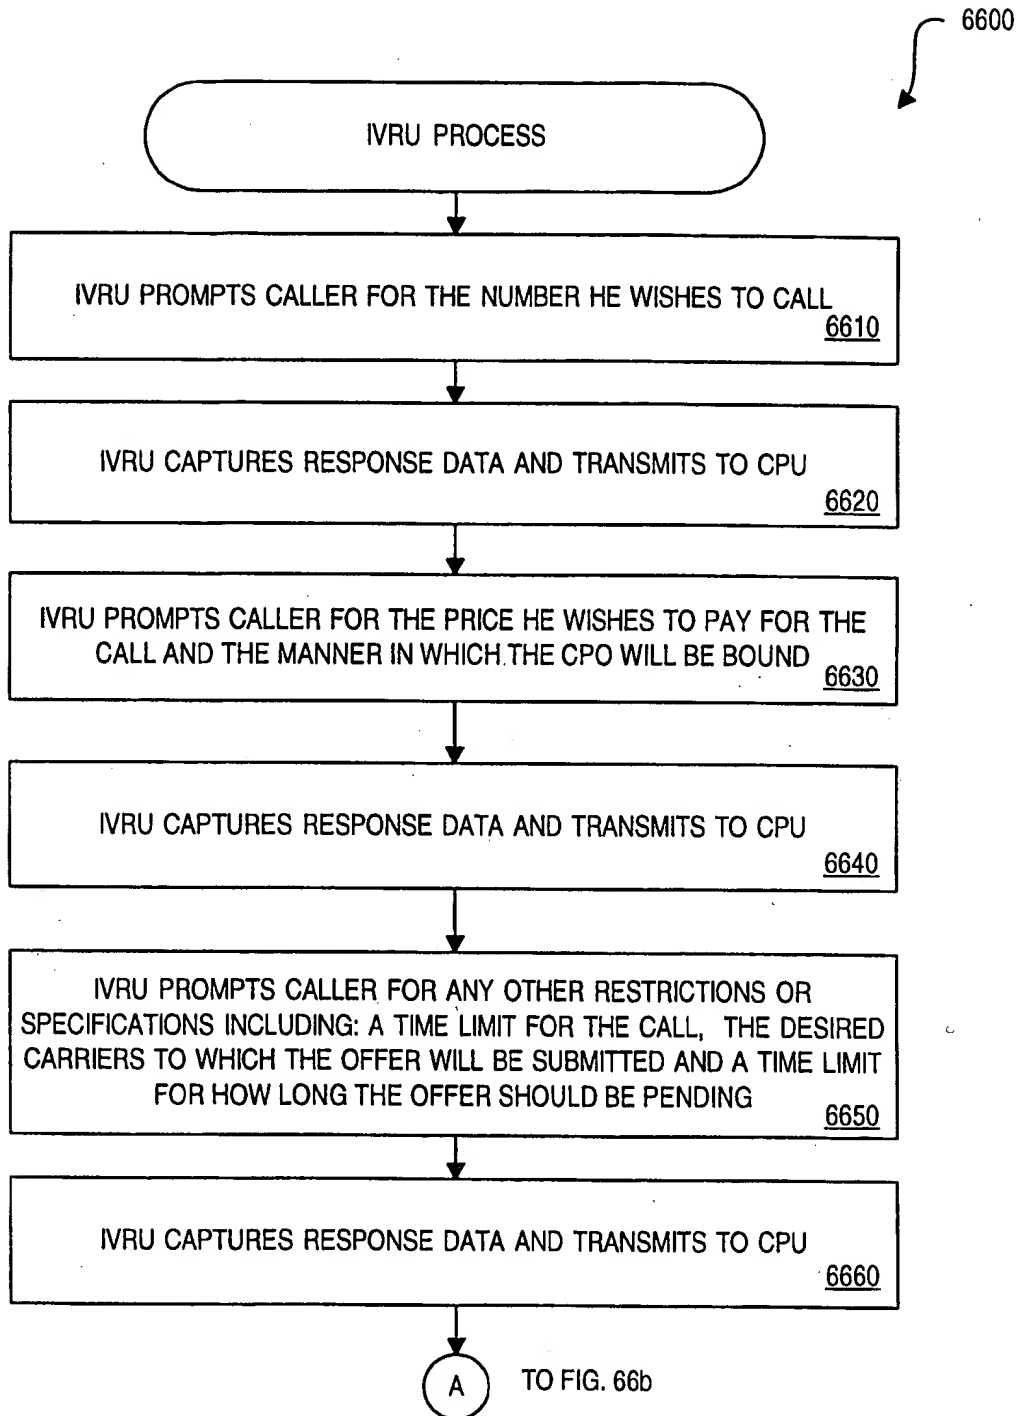 6600
IVRU PROCESS
IVRU PROMPTS CALLER FOR THE NUMBER HE WISHES TO CALL
6610
IVRU CAPTURES RESPONSE DATA AND TRANSMITS TO CPU
6620
IVRU PROMPTS CALLER FOR THE PRICE HE WISHES TO PAY FOR THE
CALL AND THE MANNER IN WHICH THE CPO WILL BE BOUND
6630
IVRU CAPTURES RESPONSE DATA AND TRANSMITS TO CPU
6640
IVRU PROMPTS CALLER FOR ANY OTHER RESTRICTIONS OR
SPECIFICATIONS INCLUDING: A TIME LIMIT FOR THE CALL, THE DESIRED
CARRIERS TO WHICH THE OFFER WILL BE SUBMITTED AND A TIME LIMIT
FOR HOW LONG THE OFFER SHOULD BE PENDING
6650
IVRU CAPTURES RESPONSE DATA AND TRANSMITS TO CPU
6660
A TO FIG. 66b